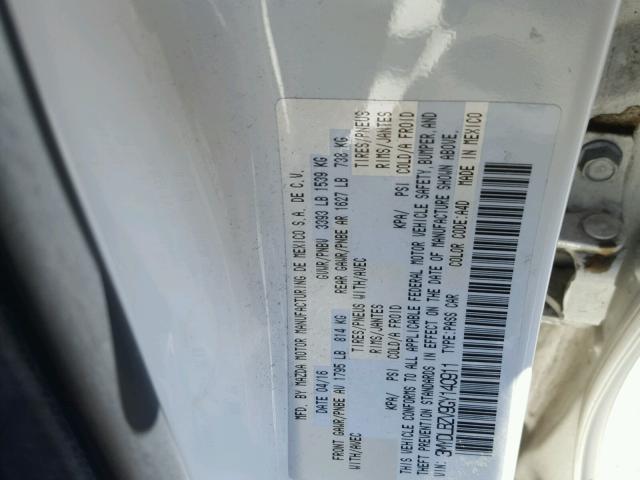 MFD. BY MAZDA MOTOR MANUFACTURING DE MEXICO S.A. DE C.V.
DATE 04/16 GVWR/PNBV 3393 LB 1539 KG
FRONT GAWR/PNBE AV 1795 LB 814 KG REAR GAWR/PNBE AR 1627 LB 738 KG
WITH/AVEC TIRES/PNEUS WITH/AVEC TIRES/PNEUS
RIMS/JANTES RIMS/JANTES
KPA/ PSI COLD/A FROID KPA/ PSI COLD/A FROID
THIS VEHICLE CONFORMS TO ALL APPLICABLE FEDERAL MOTOR VEHICLE SAFETY, BUMPER, AND
THEFT PREVENTION STANDARDS IN EFFECT ON THE DATE OF MANUFACTURE SHOWN ABOVE.
VIN: 3MYDLBZV9GY140911 TYPE:PASS CAR COLOR CODE:A4D MADE IN MEXICO